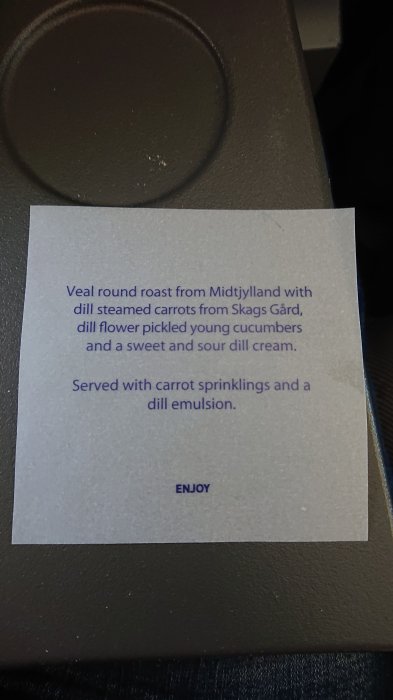 Veal round roast from Midtjylland with
dill steamed carrots from Skags Gård,
dill flower pickled young cucumbers
and a sweet and sour dill cream.
Served with carrot sprinklings and a
dill emulsion.
ENJOY